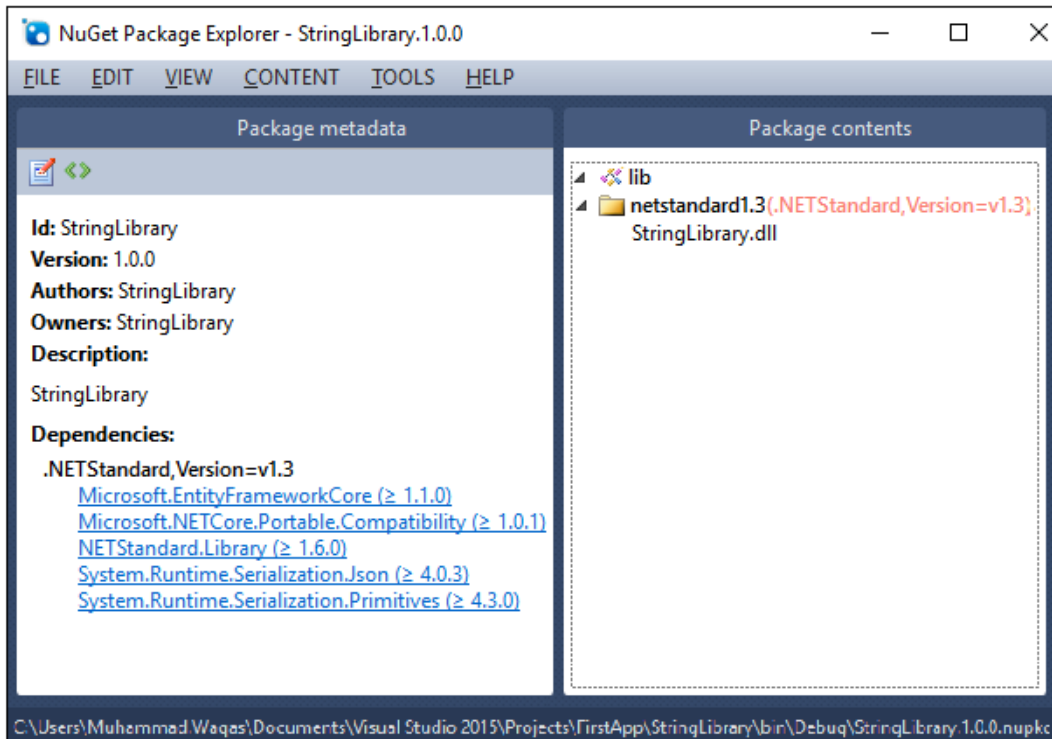 NuGet Package Explorer - StringLibrary.1.0.0
FILE EDIT VIEW CONTENT TOOLS HELP
Package metadata
Id: StringLibrary
Version: 1.0.0
Authors: StringLibrary
Owners: StringLibrary
Description:
StringLibrary
Dependencies:
.NETStandard,Version=v1.3
Microsoft.EntityFrameworkCore (≥ 1.1.0)
Microsoft.NETCore.Portable.Compatibility (≥ 1.0.1)
NETStandard.Library (≥ 1.6.0)
System.Runtime.Serialization.Json (≥ 4.0.3)
System.Runtime.Serialization.Primitives (≥ 4.3.0)
Package contents
lib
netstandard1.3(.NETStandard,Version=v1.3)
StringLibrary.dll
C:\Users\Muhammad.Waqas\Documents\Visual Studio 2015\Projects\FirstApp\StringLibrary\bin\Debug\StringLibrary.1.0.0.nupkg